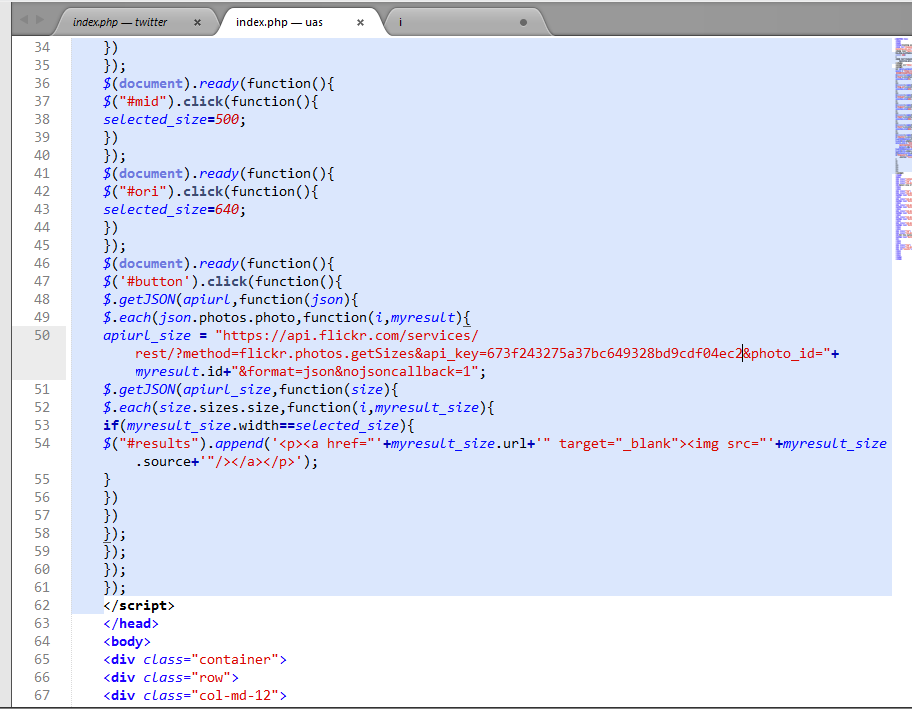 index.php — twitter × index.php — uas × i
34 })
35 });
36 $(document).ready(function(){
37 $("#mid").click(function(){
38 selected_size=500;
39 })
40 });
41 $(document).ready(function(){
42 $("#ori").click(function(){
43 selected_size=640;
44 })
45 });
46 $(document).ready(function(){
47 $('#button').click(function(){
48 $.getJSON(apiurl,function(json){
49 $.each(json.photos.photo,function(i,myresult){
50 apiurl_size = "https://api.flickr.com/services/
rest/?method=flickr.photos.getSizes&api_key=673f243275a37bc649328bd9cdf04ec2&photo_id="+
myresult.id+"&format=json&nojsoncallback=1";
51 $.getJSON(apiurl_size,function(size){
52 $.each(size.sizes.size,function(i,myresult_size){
53 if(myresult_size.width==selected_size){
54 $("#results").append('<p><a href="'+myresult_size.url+'" target="_blank"><img src="'+myresult_size
.source+'"/></a></p>');
55 }
56 })
57 })
58 });
59 });
60 });
61 });
62 </script>
63 </head>
64 <body>
65 <div class="container">
66 <div class="row">
67 <div class="col-md-12">